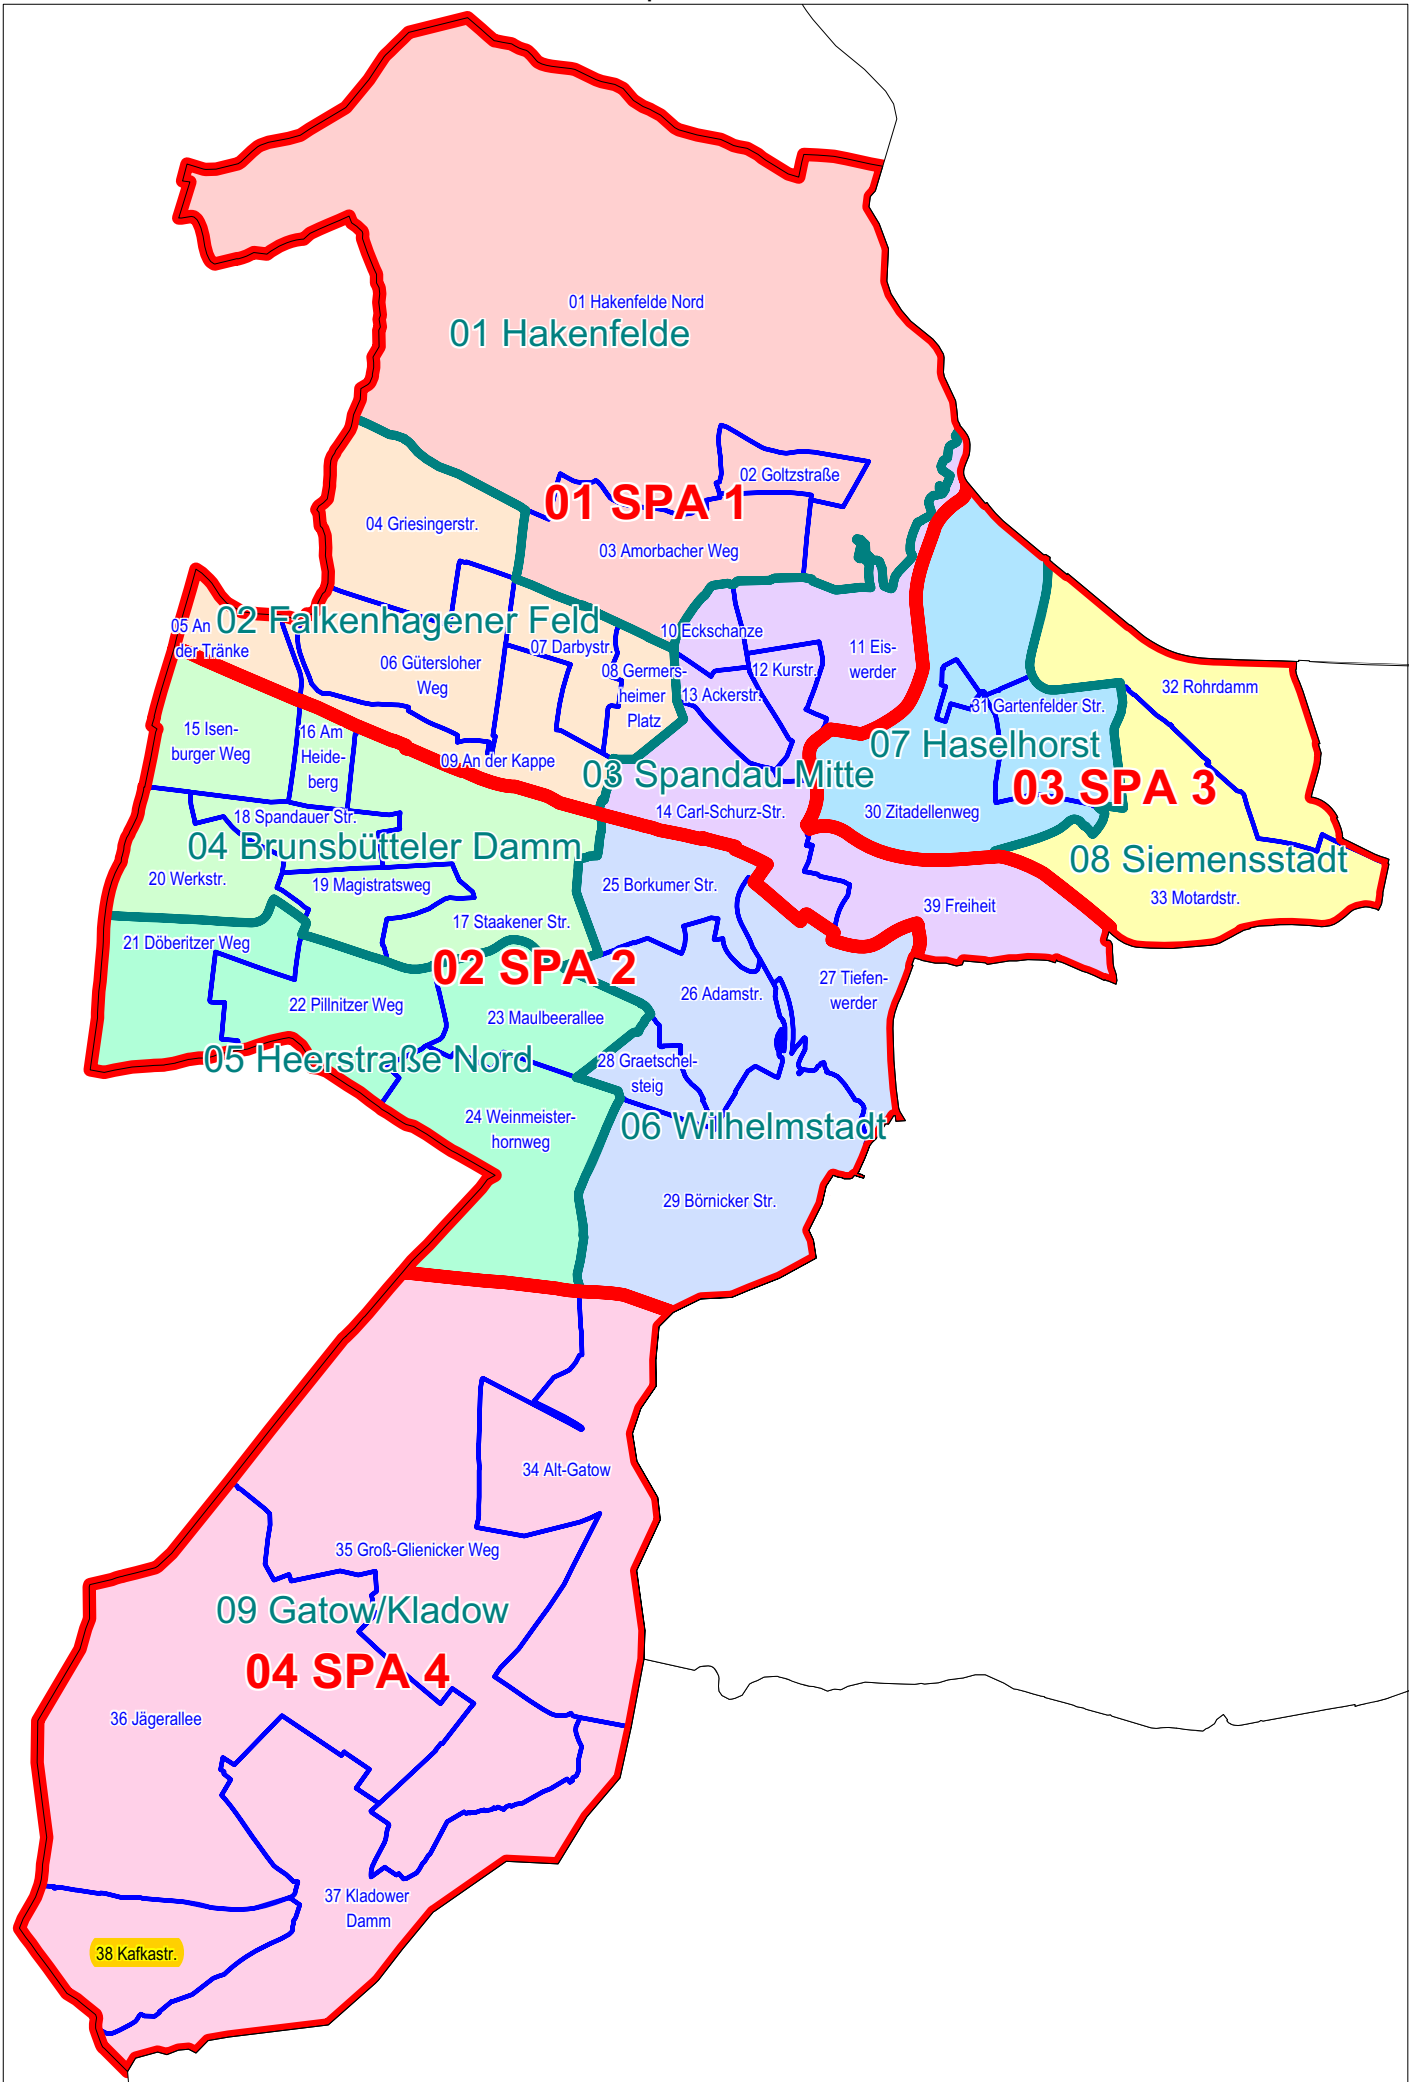 01 Hakenfelde Nord
01 Hakenfelde
02 Goltzstraße
01 SPA 1
04 Griesingerstr.
03 Amorbacher Weg
02 Falkenhagener Feld
05 An
der Tränke
10 Eckschanze
07 Darbystr.
11 Eis-
werder
06 Gütersloher
Weg
08 Germers-
heimer
Platz
12 Kurstr.
13 Ackerstr.
32 Rohrdamm
31 Gartenfelder Str.
15 Isen-
burger Weg
16 Am
Heide-
berg
07 Haselhorst
09 An der Kappe
03 Spandau Mitte
03 SPA 3
14 Carl-Schurz-Str.
30 Zitadellenweg
18 Spandauer Str.
04 Brunsbütteler Damm
08 Siemensstadt
20 Werkstr.
19 Magistratsweg
25 Borkumer Str.
33 Motardstr.
39 Freiheit
17 Staakener Str.
21 Döberitzer Weg
02 SPA 2
27 Tiefen-
werder
26 Adamstr.
22 Pillnitzer Weg
23 Maulbeerallee
05 Heerstraße Nord
28 Graetschel-
steig
24 Weinmeister-
hornweg
06 Wilhelmstadt
29 Börnicker Str.
34 Alt-Gatow
35 Groß-Glienicker Weg
09 Gatow/Kladow
04 SPA 4
36 Jägerallee
37 Kladower
Damm
38 Kafkastr.